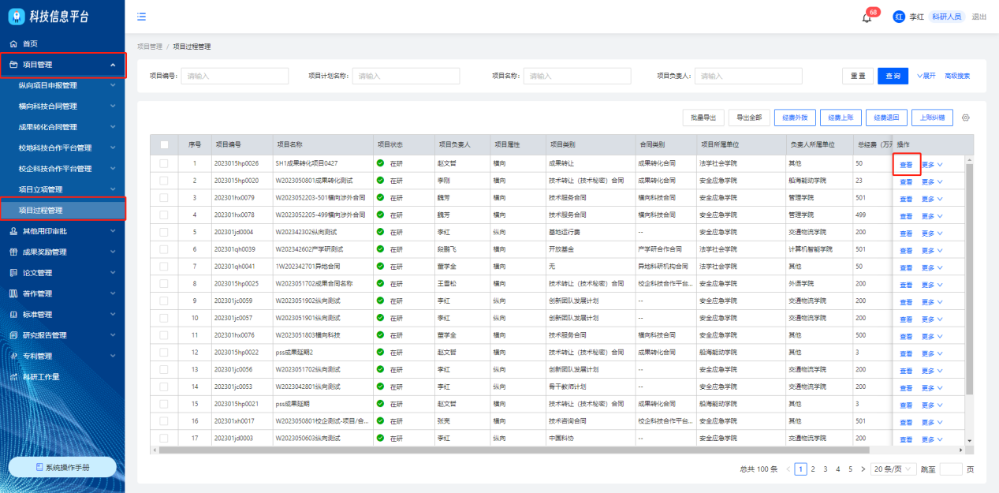 科技信息平台
68
红 李红 科研人员 退出
首页
项目管理
纵向项目申报管理
横向科技合同管理
成果转化合同管理
校地科技合作平台管理
校企科技合作平台管理
项目立项管理
项目过程管理
其他用印审批
成果奖励管理
论文管理
著作管理
标准管理
研究报告管理
专利管理
科研工作量
系统操作手册
项目管理 / 项目过程管理
项目编号: 请输入 项目计划名称: 请输入 项目名称: 请输入 项目负责人: 请输入 重置 查询 展开 高级搜索
批量导出 导出全部 经费外拨 经费上账 经费退回 上账纠错
序号 项目编号 项目名称 项目状态 项目负责人 项目属性 项目类别 合同类别 项目所属单位 负责人所属单位 总经费（万元 操作
1 2023015hp0026 SH1成果转化项目0427 在研 赵文哲 横向 成果转让 成果转化合同 法学社会学院 其他 50 查看 更多
2 2023015hp0020 W2023050801成果转化测试 在研 李刚 横向 技术转让（技术秘密）合同 成果转化合同 安全应急学院 船海能动学院 23 查看 更多
3 202301hx0079 W2023052203-501横向涉外合同 在研 魏芳 横向 技术服务合同 横向科技合同 安全应急学院 管理学院 501 查看 更多
4 202301hx0078 W2023052205-499横向涉外合同 在研 魏芳 横向 技术服务合同 横向科技合同 安全应急学院 管理学院 499 查看 更多
5 202301jd0004 W202342302纵向测试 在研 李红 纵向 基地运行费 -- 安全应急学院 交通物流学院 200 查看 更多
6 202301qh0039 W202342602产学研测试 在研 段鹏飞 横向 开放基金 产学研合作合同 法学社会学院 计算机智能学院 501 查看 更多
7 202301qh0041 1W202342701异地合同 在研 雷学金 横向 无 异地科研机构合同 法学社会学院 其他 50 查看 更多
8 2023015hp0025 W2023051702成果合同名称 在研 王雪松 横向 技术转让（技术秘密）合同 校企科技合作平台... 安全应急学院 外语学院 200 查看 更多
9 202301jc0059 W2023051902纵向测试 在研 李红 纵向 创新团队发展计划 -- 安全应急学院 交通物流学院 200 查看 更多
10 202301jc0057 W2023051901纵向测试 在研 李红 纵向 创新团队发展计划 -- 安全应急学院 交通物流学院 200 查看 更多
11 202301hx0076 W2023051803横向科技 在研 雷学金 横向 技术服务合同 横向科技合同 安全应急学院 其他 500 查看 更多
12 2023015hp0022 pss成果延期2 在研 赵文哲 横向 技术转让（技术秘密）合同 成果转化合同 船海能动学院 其他 3 查看 更多
13 202301jc0056 W2023051702纵向测试 在研 李红 纵向 创新团队发展计划 -- 安全应急学院 交通物流学院 200 查看 更多
14 202301jc0053 W2023042801纵向测试 在研 李红 纵向 骨干教师计划 -- 安全应急学院 交通物流学院 200 查看 更多
15 2023015hp0021 pss成果延期 在研 赵文哲 横向 技术转让（技术秘密）合同 成果转化合同 船海能动学院 其他 3 查看 更多
16 202301xh0017 W2023050801校企测试-项目/合... 在研 张亮 横向 技术咨询合同 校企科技合作平台... 安全应急学院 其他 501 查看 更多
17 202301jd0003 W2023050603纵向测试 在研 李红 纵向 中国科协 -- 安全应急学院 交通物流学院 200 查看 更多
总共 100 条 1 2 3 4 5 20 条/页 跳至 页